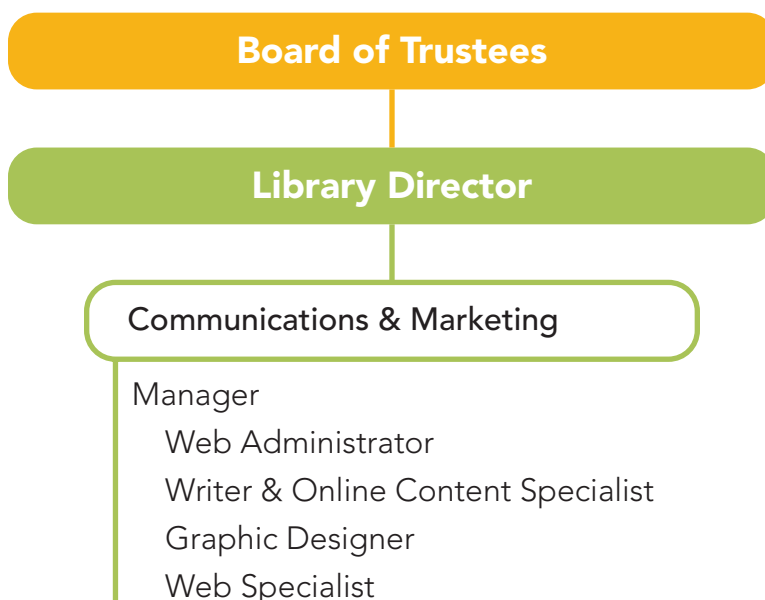 Board of Trustees
Library Director
Communications & Marketing
Manager
Web Administrator
Writer & Online Content Specialist
Graphic Designer
Web Specialist